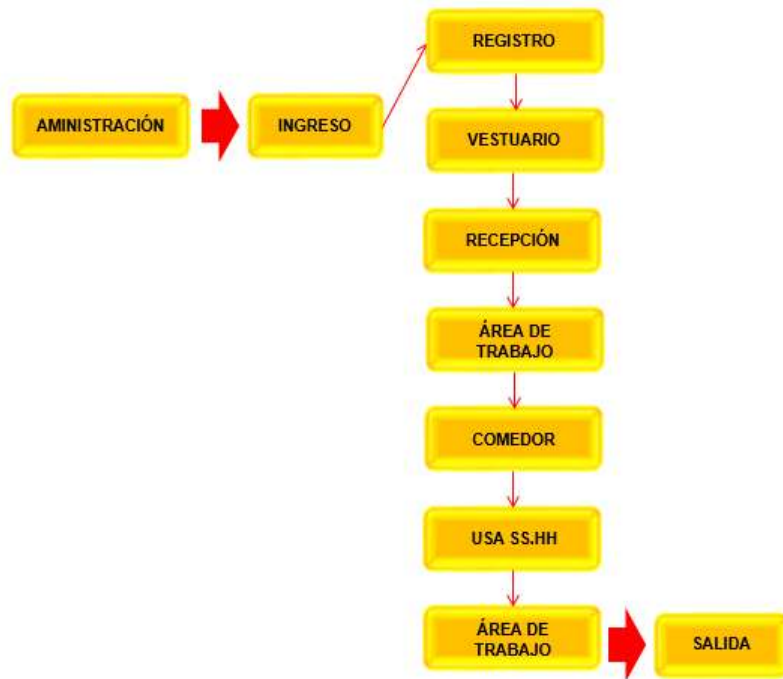 AMINISTRACIÓN
INGRESO
REGISTRO
VESTUARIO
RECEPCIÓN
ÁREA DE
TRABAJO
COMEDOR
USA SS.HH
ÁREA DE
TRABAJO
SALIDA